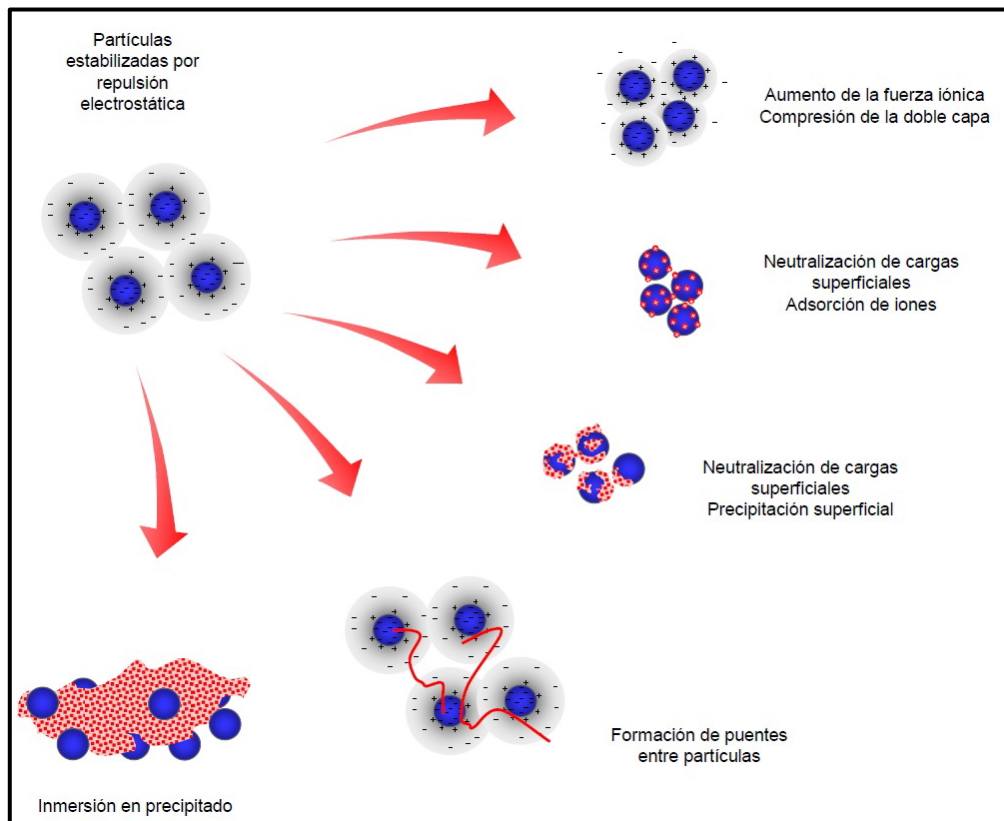 Partículas
estabilizadas por
repulsión
electrostática
Aumento de la fuerza iónica
Compresión de la doble capa
Neutralización de cargas
superficiales
Adsorción de iones
Neutralización de cargas
superficiales
Precipitación superficial
Formación de puentes
entre partículas
Inmersión en precipitado